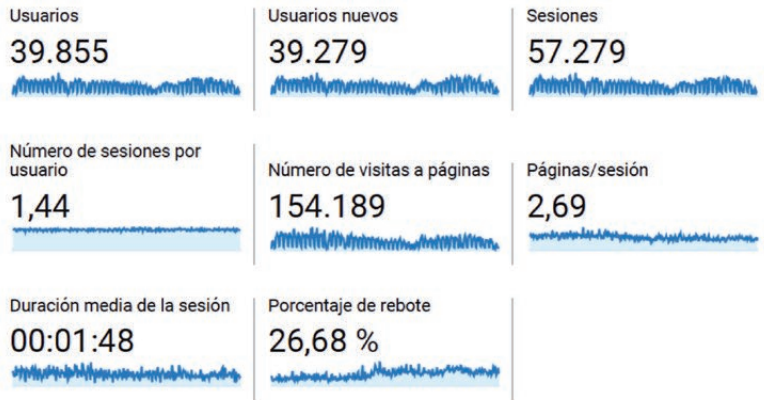 Usuarios
39.855
Usuarios nuevos
39.279
Sesiones
57.279
Número de sesiones por
usuario
1,44
Número de visitas a páginas
154.189
Páginas/sesión
2,69
Duración media de la sesión
00:01:48
Porcentaje de rebote
26,68 %